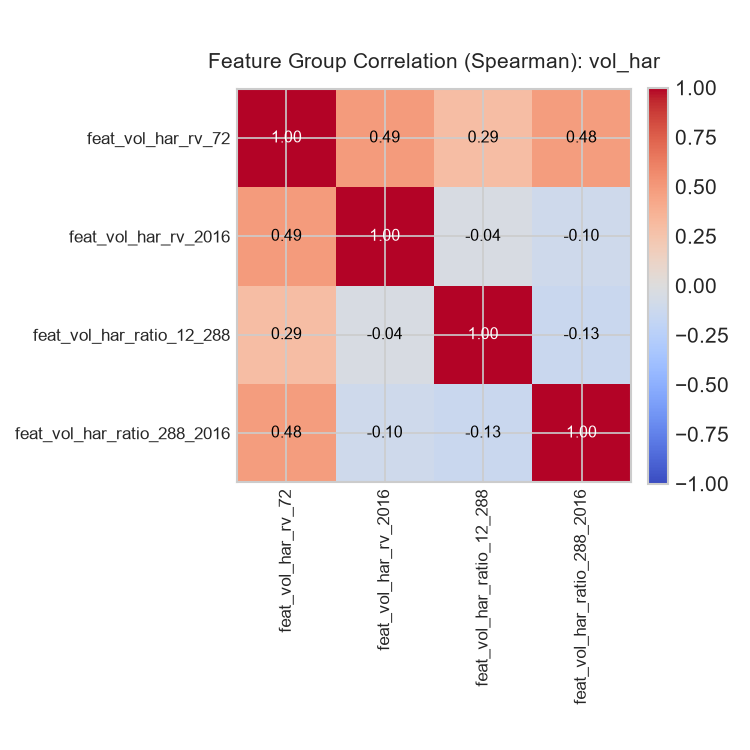 Feature Group Correlation (Spearman): vol_har
feat_vol_har_rv_72 1.00 0.49 0.29 0.48
feat_vol_har_rv_2016 0.49 1.00 -0.04 -0.10
feat_vol_har_ratio_12_288 0.29 -0.04 1.00 -0.13
feat_vol_har_ratio_288_2016 0.48 -0.10 -0.13 1.00
feat_vol_har_rv_72
feat_vol_har_rv_2016
feat_vol_har_ratio_12_288
feat_vol_har_ratio_288_2016
1.00
0.75
0.50
0.25
0.00
−0.25
−0.50
−0.75
−1.00